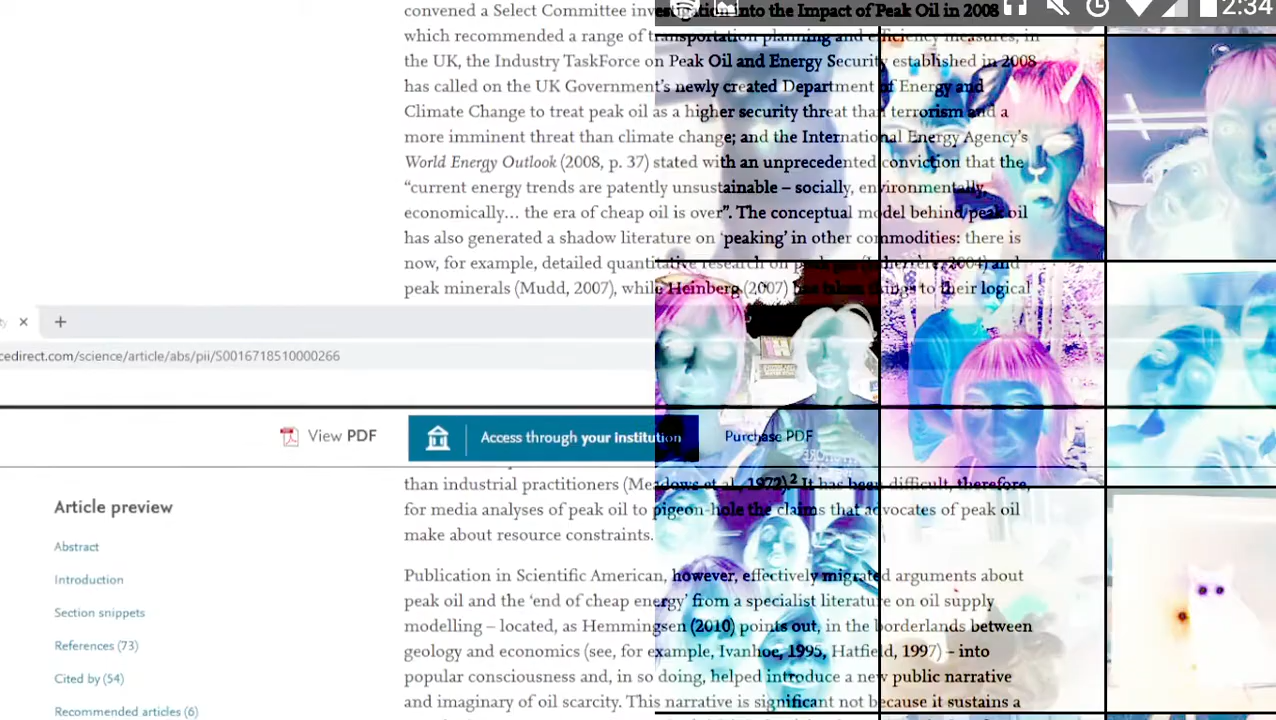 convened a Select Committee investigation into the Impact of Peak Oil in 2008
2:34
which recommended a range of transportation planning and efficiency measures, in
the UK, the Industry TaskForce on Peak Oil and Energy Security established in 2008
has called on the UK Government's newly created Department of Energy and
Climate Change to treat peak oil as a higher security threat than terrorism and a
more imminent threat than climate change; and the International Energy Agency's
World Energy Outlook (2008, p. 37) stated with an unprecedented conviction that the
“current energy trends are patently unsustainable – socially, environmentally,
economically… the era of cheap oil is over”. The conceptual model behind peak oil
has also generated a shadow literature on ‘peaking’ in other commodities: there is
now, for example, detailed quantitative research on peak (Laherrère, 2004) and
peak minerals (Mudd, 2007), while Heinberg (2007) has taken things to their logical
cedirect.com/science/article/abs/pii/S0016718510000266
View PDF
Access through your institution
Purchase PDF
than industrial practitioners (Meadows et al., 1972).² It has been difficult, therefore,
for media analyses of peak oil to pigeon-hole the claims that advocates of peak oil
make about resource constraints.
Article preview
Abstract
Introduction
Section snippets
References (73)
Cited by (54)
Recommended articles (6)
Publication in Scientific American, however, effectively migrated arguments about
peak oil and the ‘end of cheap energy’ from a specialist literature on oil supply
modelling – located, as Hemmingsen (2010) points out, in the borderlands between
geology and economics (see, for example, Ivanhoe, 1995, Hatfield, 1997) – into
popular consciousness and, in so doing, helped introduce a new public narrative
and imaginary of oil scarcity. This narrative is significant not because it sustains a